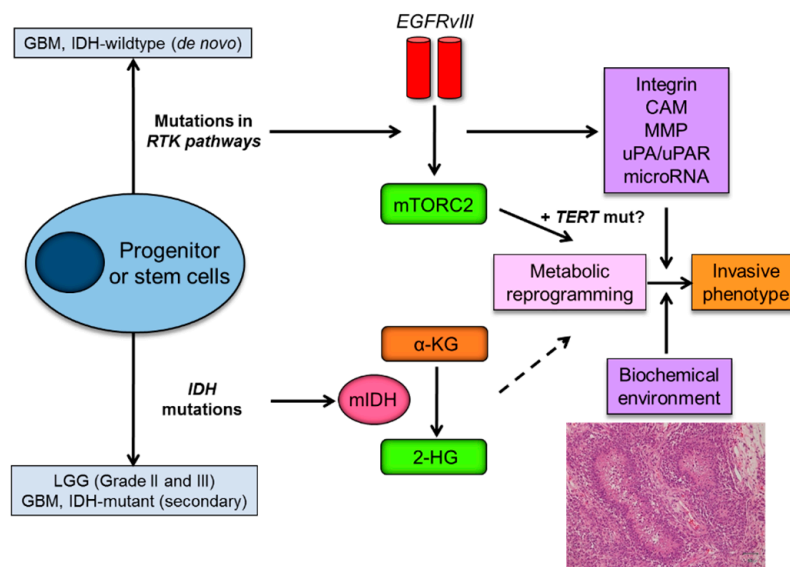 EGFRvIII
GBM, IDH-wildtype (de novo)
Mutations in
RTK pathways
Integrin
CAM
MMP
uPA/uPAR
microRNA
mTORC2
+ TERT mut?
Progenitor
or stem cells
Metabolic
reprogramming
Invasive
phenotype
α-KG
IDH
mutations
mIDH
Biochemical
environment
2-HG
LGG (Grade II and III)
GBM, IDH-mutant (secondary)